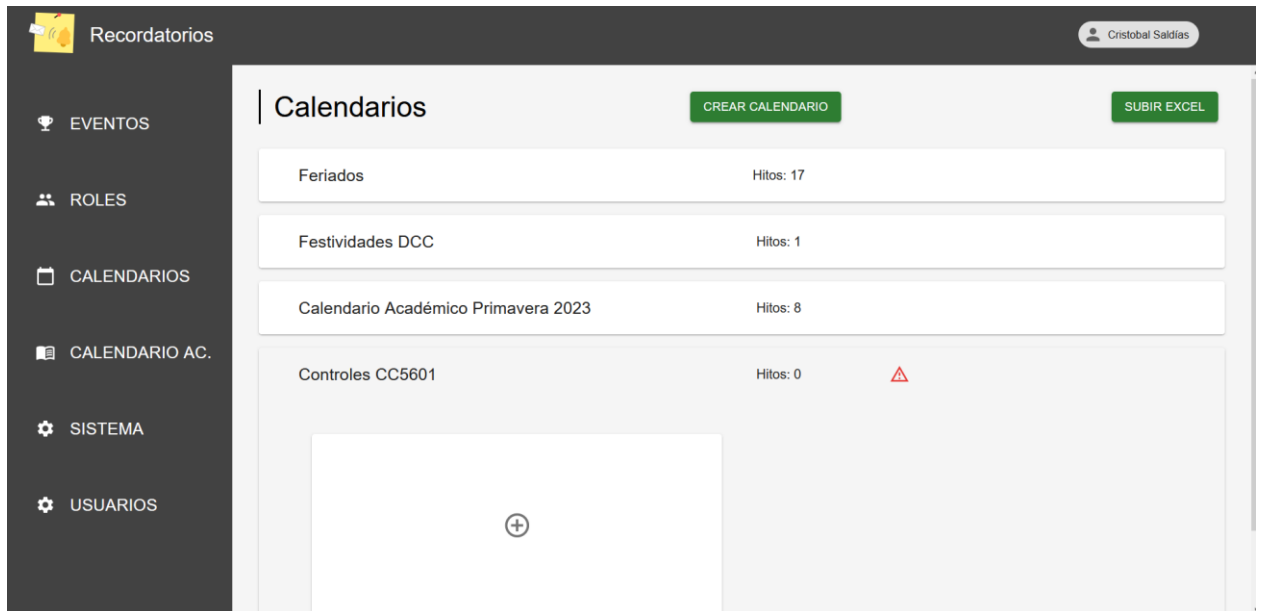 Recordatorios
Cristobal Saldías
EVENTOS
ROLES
CALENDARIOS
CALENDARIO AC.
SISTEMA
USUARIOS
Calendarios
CREAR CALENDARIO
SUBIR EXCEL
Feriados Hitos: 17
Festividades DCC Hitos: 1
Calendario Académico Primavera 2023 Hitos: 8
Controles CC5601 Hitos: 0